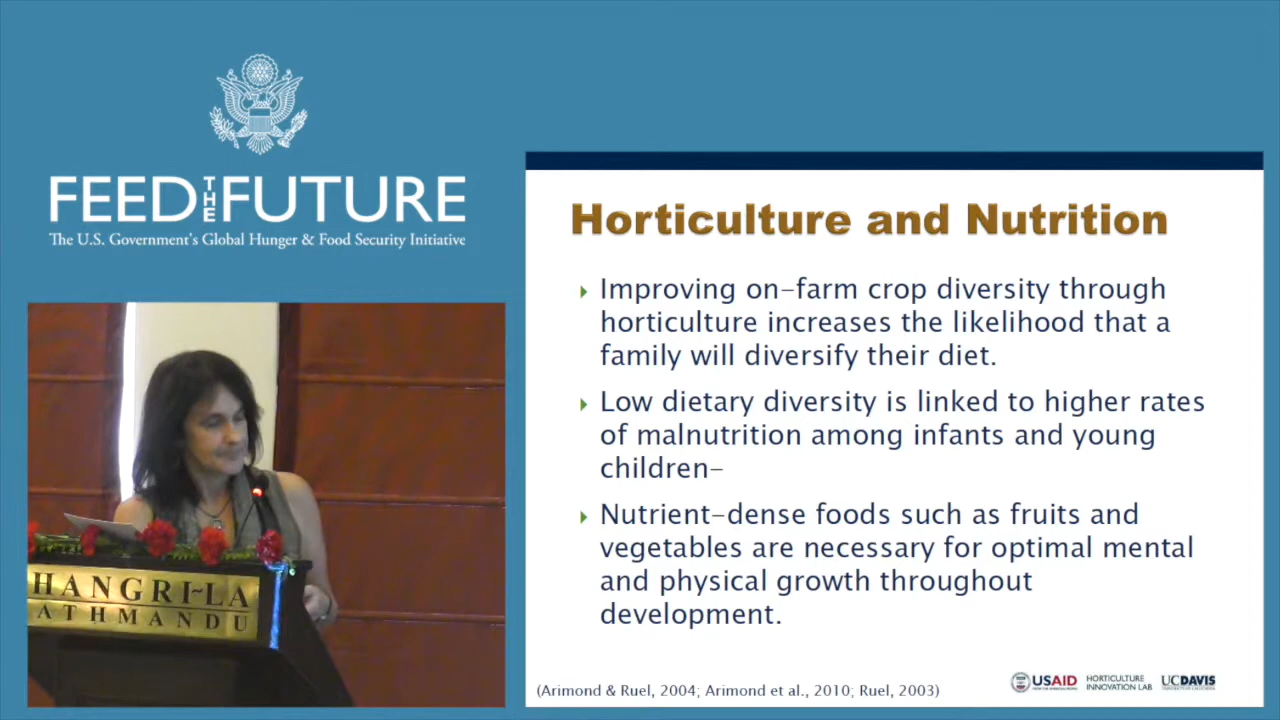 FEED THE FUTURE
The U.S. Government's Global Hunger & Food Security Initiative
HANGRI~LA
ATHMANDU
Horticulture and Nutrition
Improving on-farm crop diversity through
horticulture increases the likelihood that a
family will diversify their diet.
Low dietary diversity is linked to higher rates
of malnutrition among infants and young
children-
Nutrient-dense foods such as fruits and
vegetables are necessary for optimal mental
and physical growth throughout
development.
(Arimond & Ruel, 2004; Arimond et al., 2010; Ruel, 2003)
USAID
HORTICULTURE
INNOVATION LAB
UCDAVIS